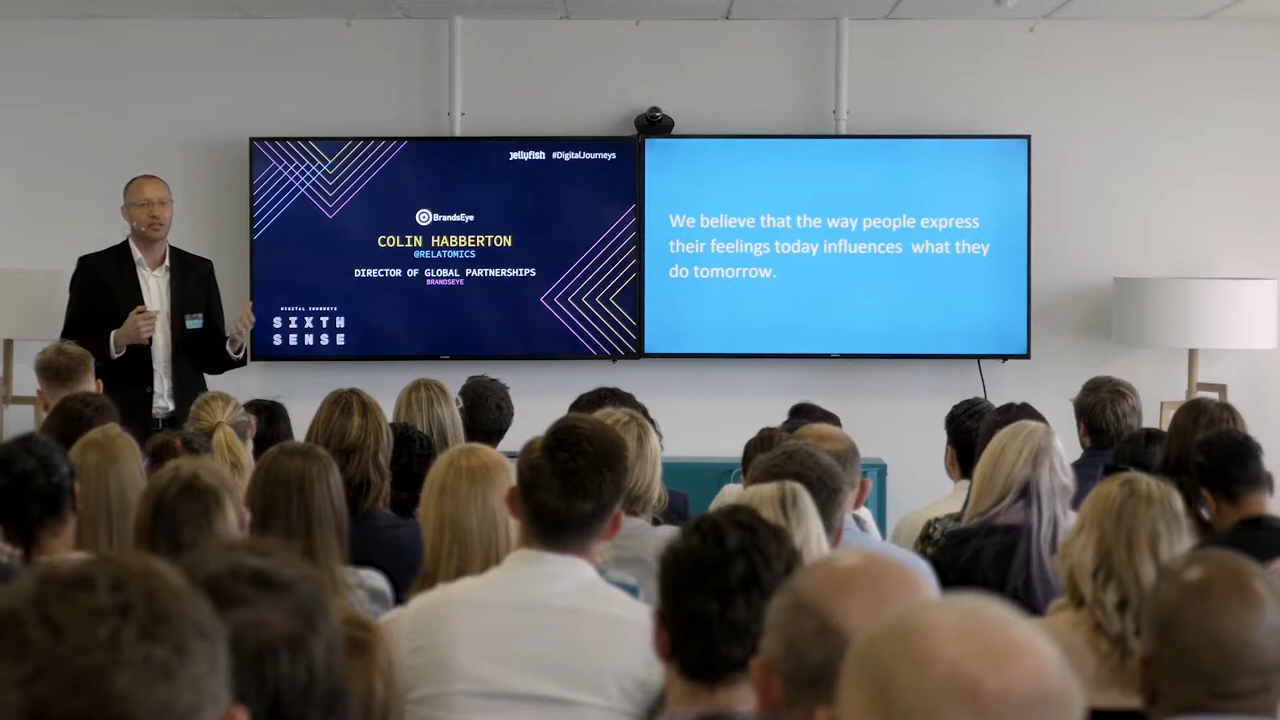 jellyfish #DigitalJourneys
BrandsEye
COLIN HABBERTON
@RELATOMICS
DIRECTOR OF GLOBAL PARTNERSHIPS
BRANDSEYE
DIGITAL JOURNEYS
SIXTH
SENSE
We believe that the way people express
their feelings today influences what they
do tomorrow.